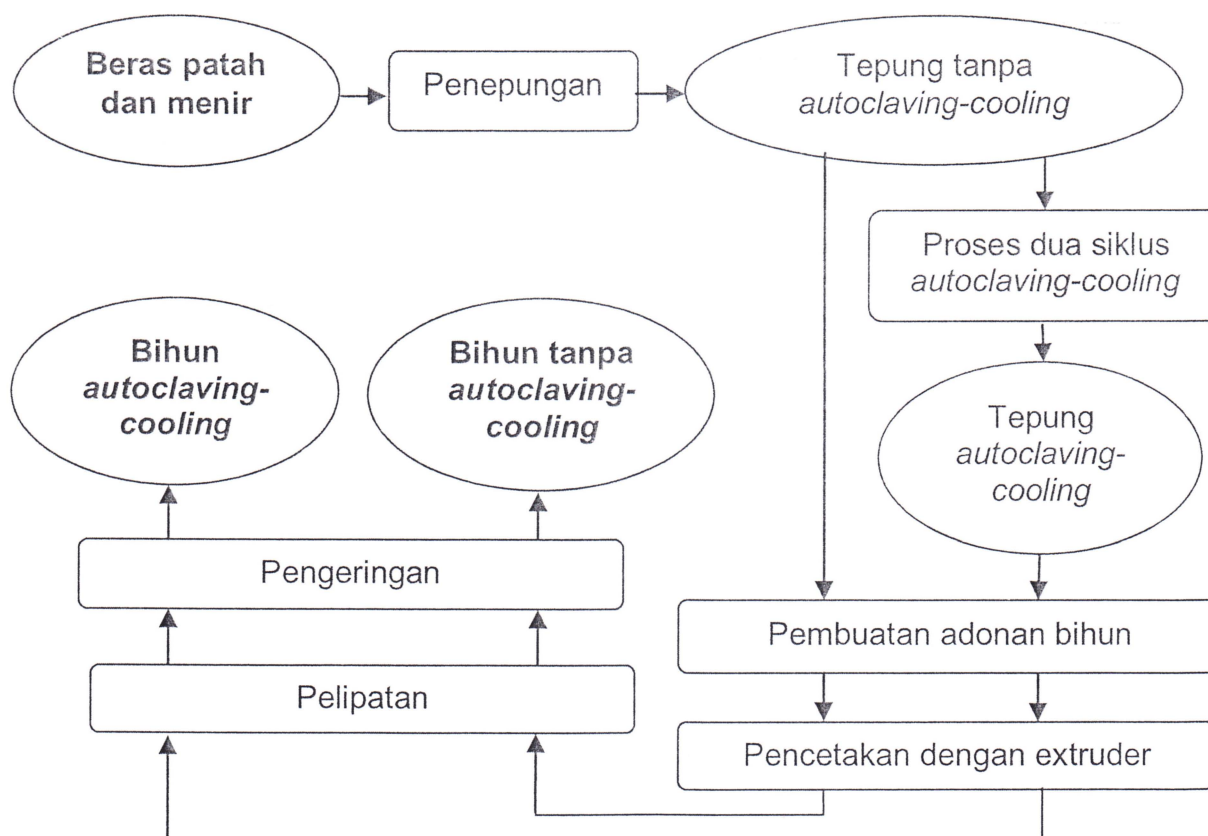 Beras patah
dan menir
Penepungan
Tepung tanpa
autoclaving-cooling
Proses dua siklus
autoclaving-cooling
Tepung
autoclaving-
cooling
Bihun
autoclaving-
cooling
Bihun tanpa
autoclaving-
cooling
Pengeringan
Pelipatan
Pembuatan adonan bihun
Pencetakan dengan extruder